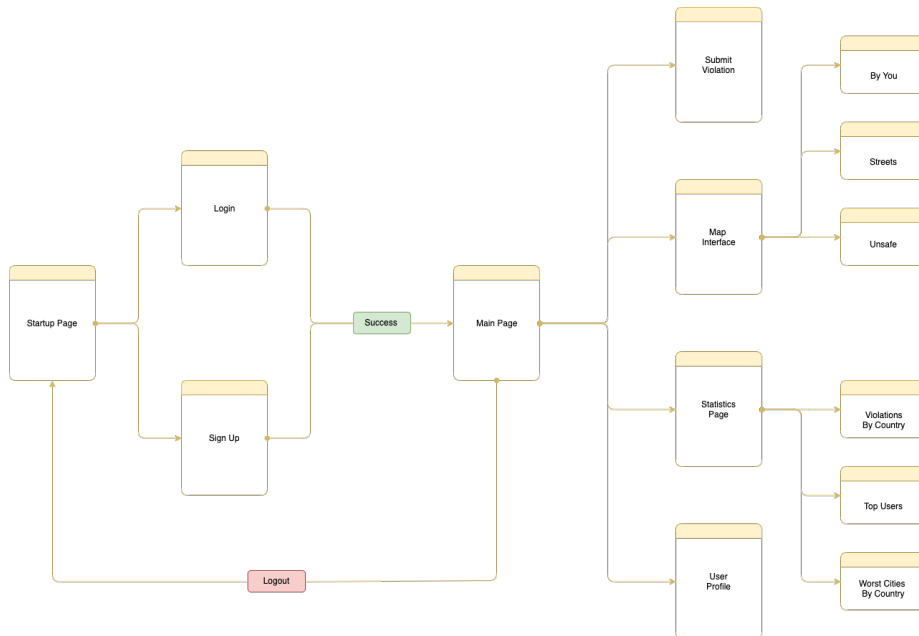 Startup Page
Login
Sign Up
Success
Logout
Main Page
Submit
Violation
Map
Interface
Statistics
Page
User
Profile
By You
Streets
Unsafe
Violations
By Country
Top Users
Worst Cities
By Country